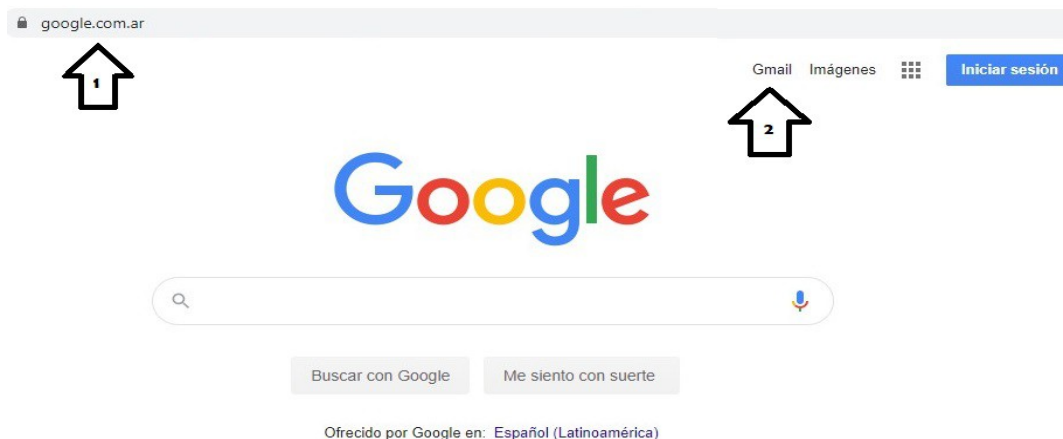 google.com.ar
1
Gmail Imágenes Iniciar sesión
2
Google
Buscar con Google Me siento con suerte
Ofrecido por Google en: Español (Latinoamérica)